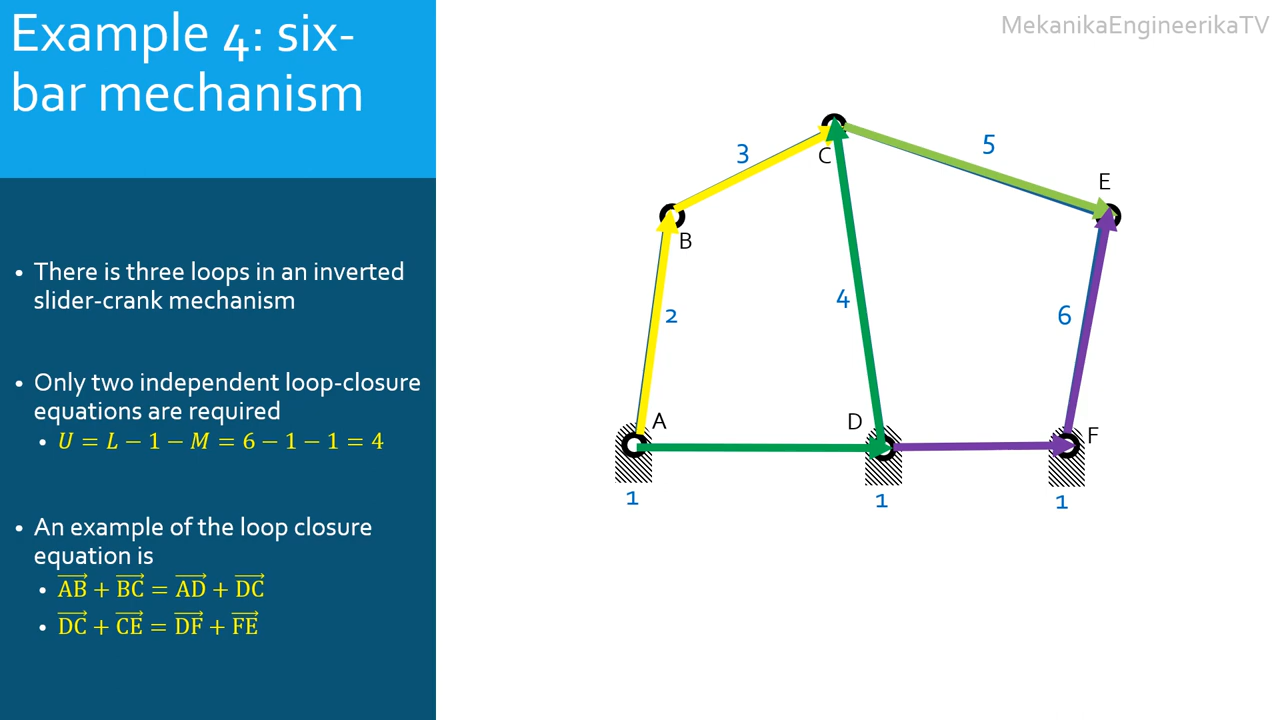 Example 4: six-
bar mechanism
MekanikaEngineerikaTV
• There is three loops in an inverted
slider-crank mechanism
• Only two independent loop-closure
equations are required
• U = L − 1 − M = 6 − 1 − 1 = 4
• An example of the loop closure
equation is
• AB⃗ + BC⃗ = AD⃗ + DC⃗
• DC⃗ + CE⃗ = DF⃗ + FE⃗
C
3
5
E
B
4
2
6
A
D
F
1
1
1